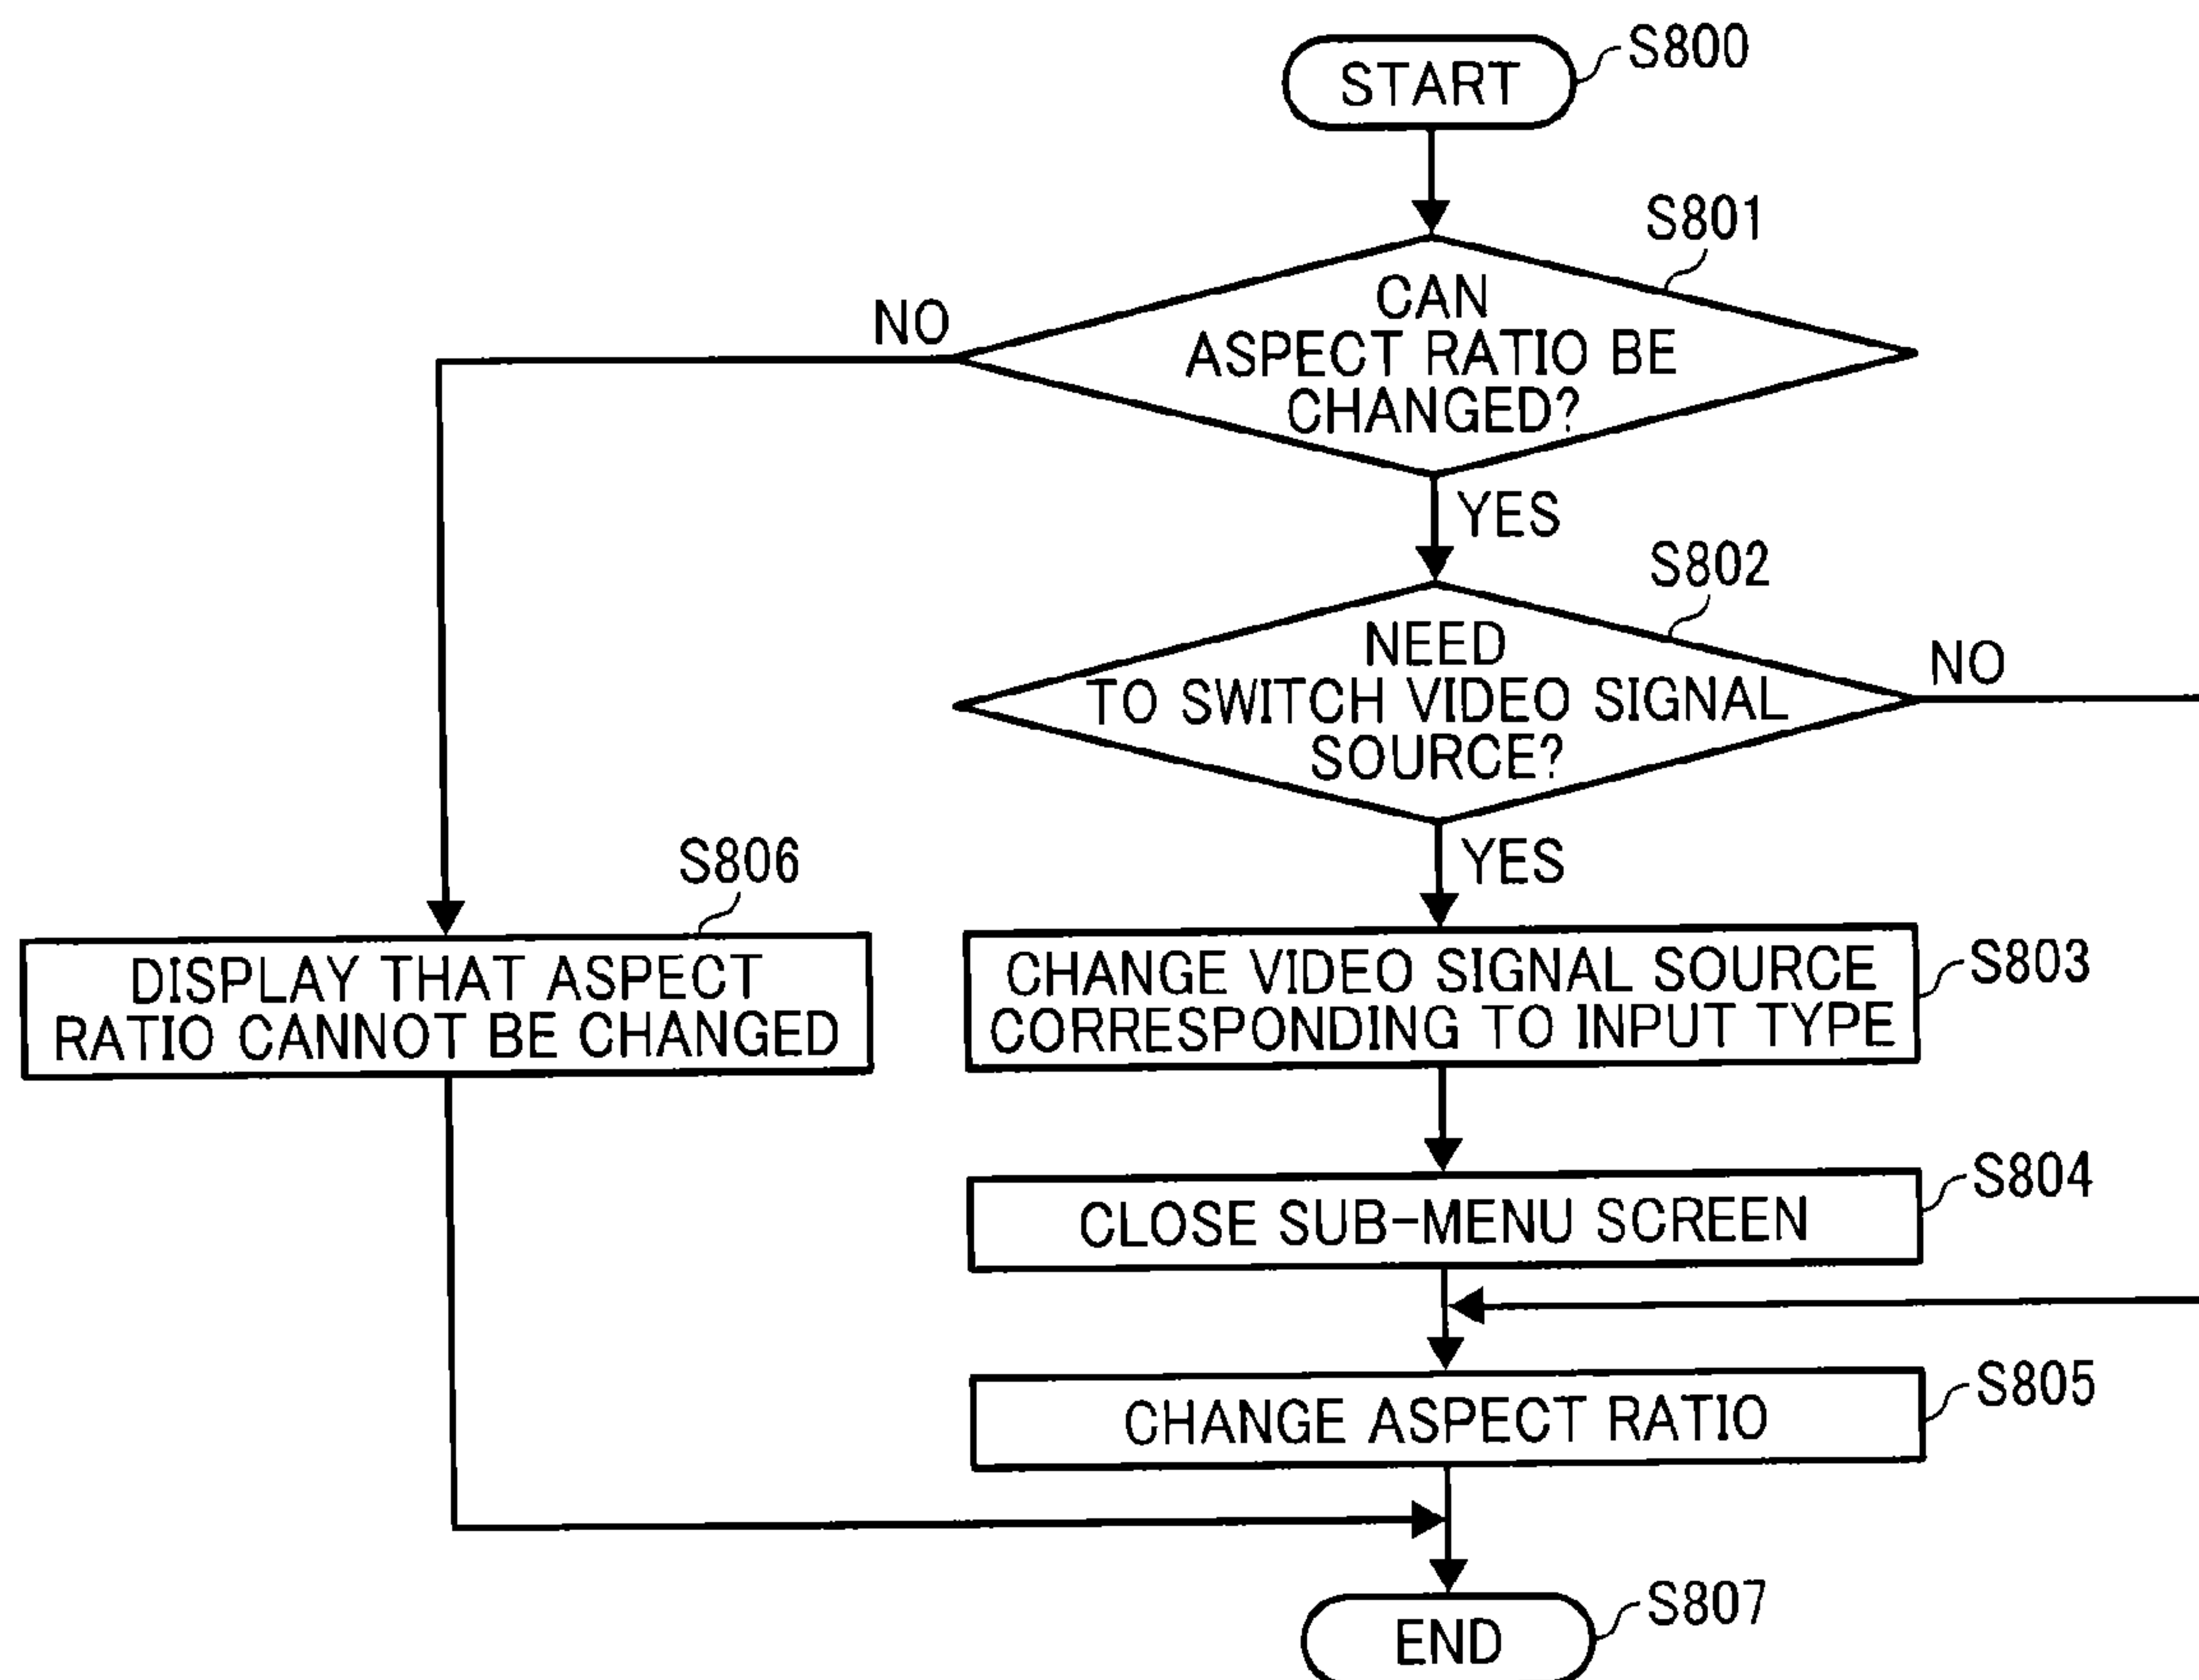 START
S800
S801
CAN
ASPECT RATIO BE
CHANGED?
NO
YES
S802
NEED
TO SWITCH VIDEO SIGNAL
SOURCE?
NO
YES
S806
DISPLAY THAT ASPECT
RATIO CANNOT BE CHANGED
CHANGE VIDEO SIGNAL SOURCE
CORRESPONDING TO INPUT TYPE
S803
CLOSE SUB-MENU SCREEN
S804
CHANGE ASPECT RATIO
S805
END
S807